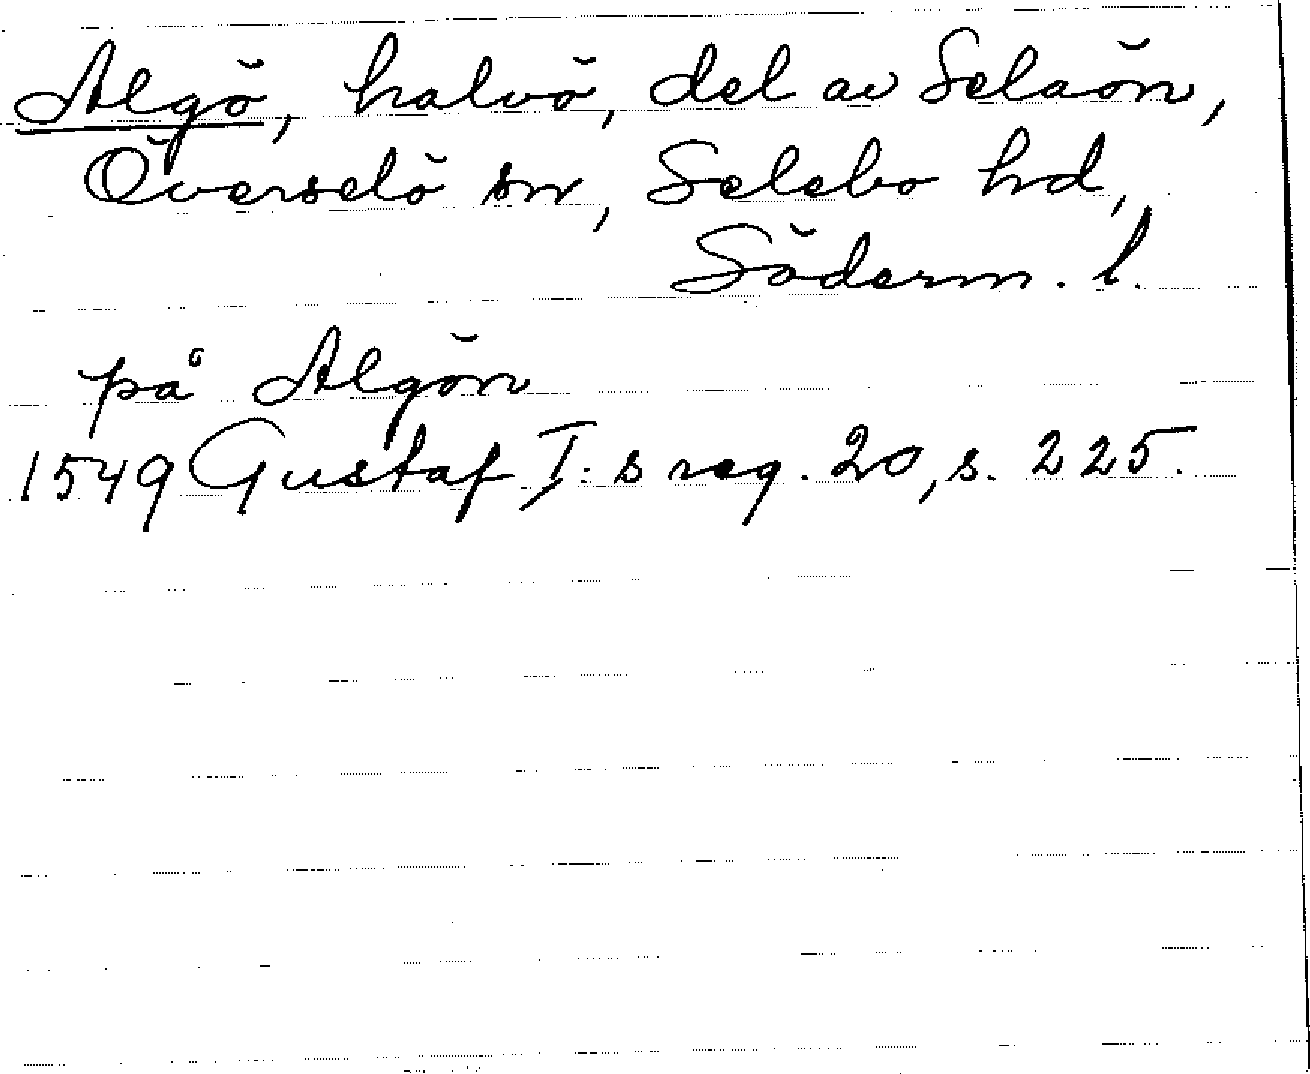 Algö, halvö, del av Selaön,
Överselö sn, Selebo hd,
Söderm. l.
på Algön
1549 Gustaf I:s reg. 20, s. 225.